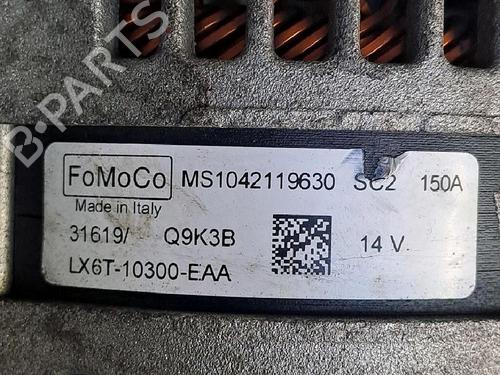 B-PARTS
FoMoCo MS1042119630 SC2 150A
Made in Italy
31619/ Q9K3B 14 V.
LX6T-10300-EAA